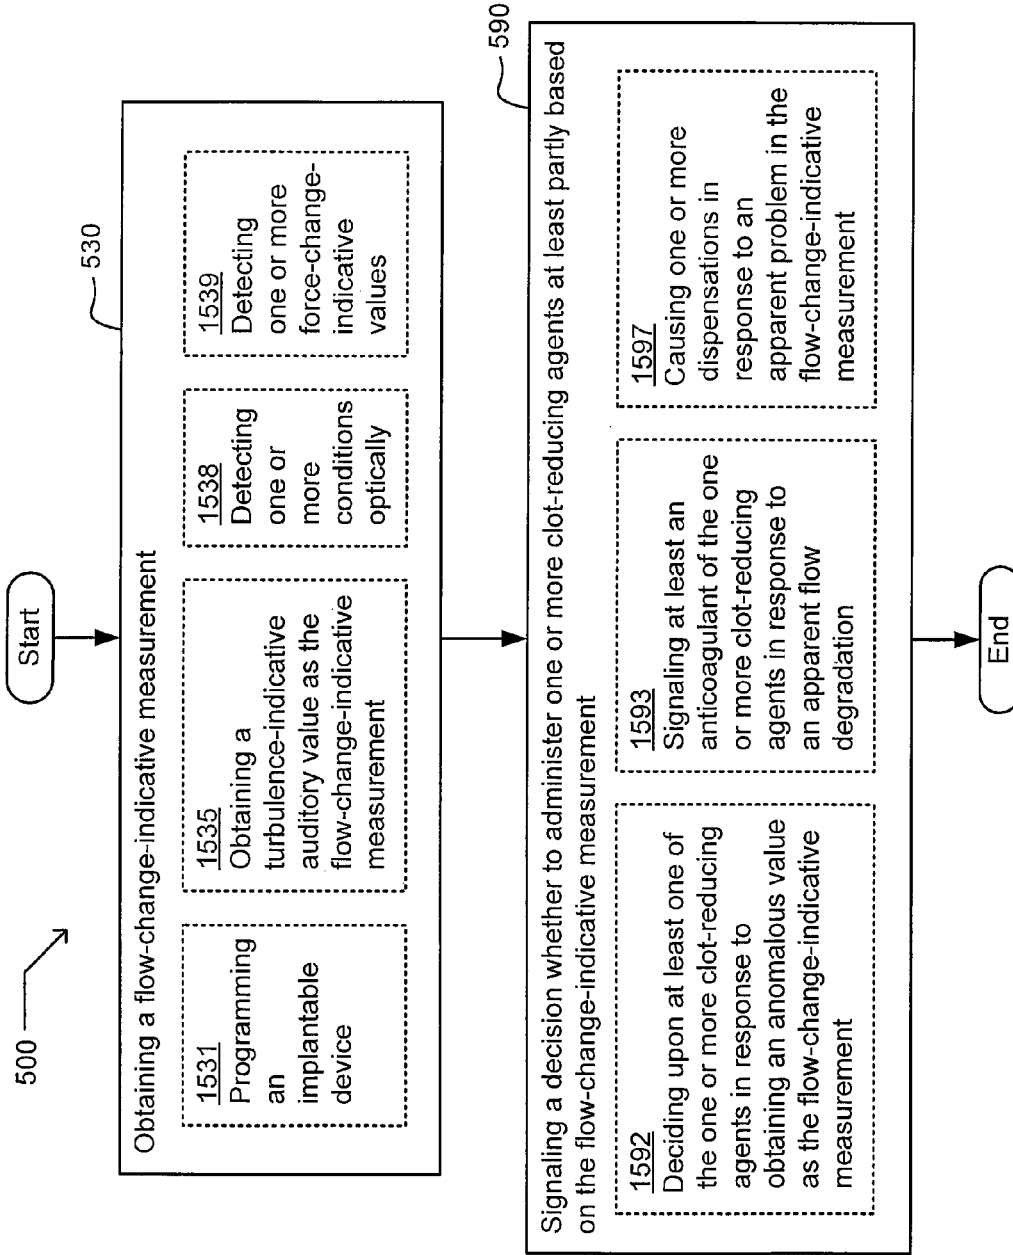 500
Start
530
Obtaining a flow-change-indicative measurement
1531
Programming
an
implantable
device
1535
Obtaining a
turbulence-indicative
auditory value as the
flow-change-indicative
measurement
1538
Detecting
one or
more
conditions
optically
1539
Detecting
one or more
force-change-
indicative
values
590
Signaling a decision whether to administer one or more clot-reducing agents at least partly based
on the flow-change-indicative measurement
1592
Deciding upon at least one of
the one or more clot-reducing
agents in response to
obtaining an anomalous value
as the flow-change-indicative
measurement
1593
Signaling at least an
anticoagulant of the one
or more clot-reducing
agents in response to
an apparent flow
degradation
1597
Causing one or more
dispensations in
response to an
apparent problem in the
flow-change-indicative
measurement
End